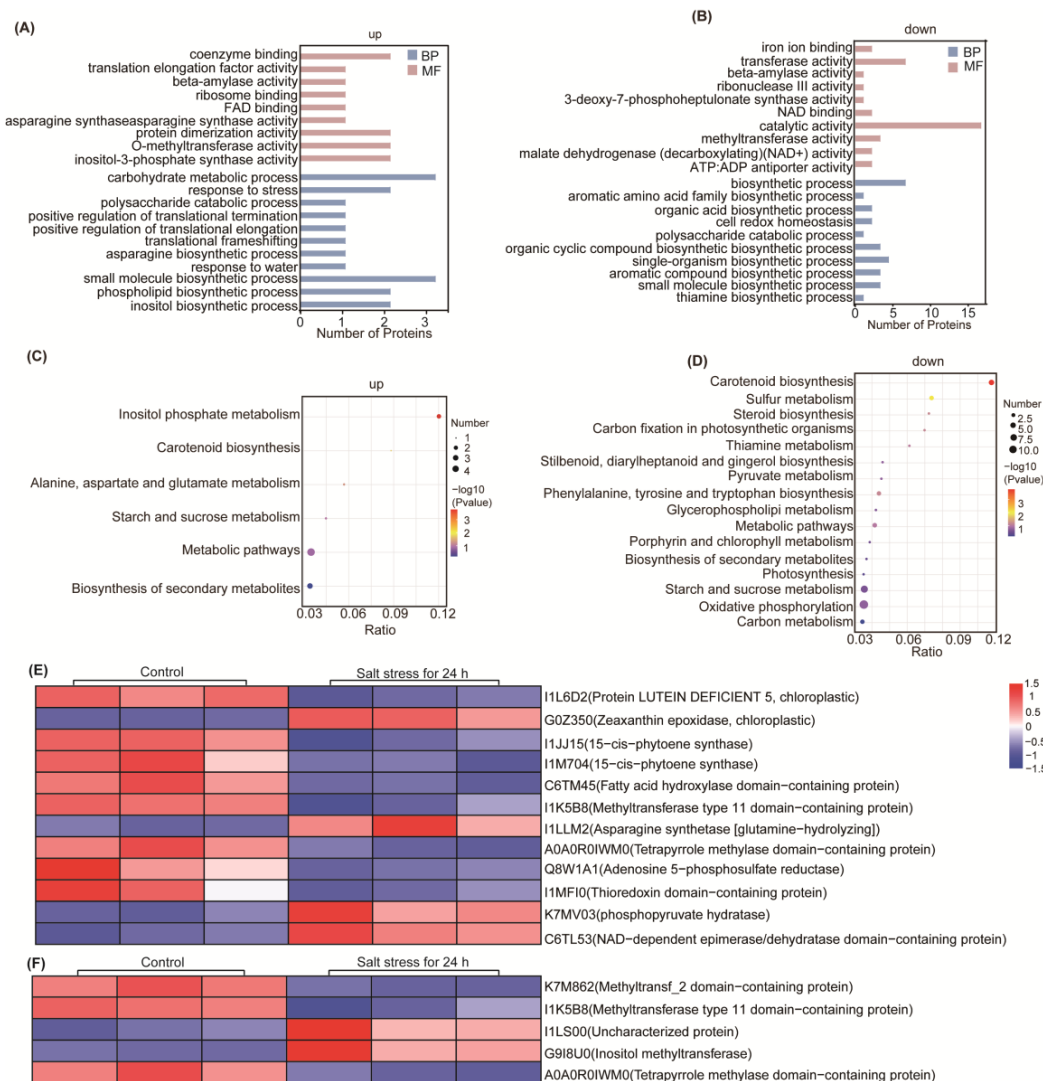 (A)
up
BP
MF
coenzyme binding
translation elongation factor activity
beta-amylase activity
ribosome binding
FAD binding
asparagine synthaseasparagine synthase activity
protein dimerization activity
O-methyltransferase activity
inositol-3-phosphate synthase activity
carbohydrate metabolic process
response to stress
polysaccharide catabolic process
positive regulation of translational termination
positive regulation of translational elongation
translational frameshifting
asparagine biosynthetic process
response to water
small molecule biosynthetic process
phospholipid biosynthetic process
inositol biosynthetic process
0 1 2 3
Number of Proteins
(B)
down
BP
MF
iron ion binding
transferase activity
beta-amylase activity
ribonuclease III activity
3-deoxy-7-phosphoheptulonate synthase activity
NAD binding
catalytic activity
methyltransferase activity
malate dehydrogenase (decarboxylating)(NAD+) activity
ATP:ADP antiporter activity
biosynthetic process
aromatic amino acid family biosynthetic process
organic acid biosynthetic process
cell redox homeostasis
polysaccharide catabolic process
organic cyclic compound biosynthetic biosynthetic process
single-organism biosynthetic process
aromatic compound biosynthetic process
small molecule biosynthetic process
thiamine biosynthetic process
0 5 10 15
Number of Proteins
(C)
up
Inositol phosphate metabolism
Carotenoid biosynthesis
Alanine, aspartate and glutamate metabolism
Starch and sucrose metabolism
Metabolic pathways
Biosynthesis of secondary metabolites
0.03 0.06 0.09 0.12
Ratio
Number
1
2
3
4
−log10
(Pvalue)
3
2
1
(D)
down
Carotenoid biosynthesis
Sulfur metabolism
Steroid biosynthesis
Carbon fixation in photosynthetic organisms
Thiamine metabolism
Stilbenoid, diarylheptanoid and gingerol biosynthesis
Pyruvate metabolism
Phenylalanine, tyrosine and tryptophan biosynthesis
Glycerophospholipi metabolism
Metabolic pathways
Porphyrin and chlorophyll metabolism
Biosynthesis of secondary metabolites
Photosynthesis
Starch and sucrose metabolism
Oxidative phosphorylation
Carbon metabolism
0.03 0.06 0.09 0.12
Ratio
Number
2.5
5.0
7.5
10.0
−log10
(Pvalue)
3
2
1
(E)
Control Salt stress for 24 h
I1L6D2(Protein LUTEIN DEFICIENT 5, chloroplastic)
G0Z350(Zeaxanthin epoxidase, chloroplastic)
I1JJ15(15−cis−phytoene synthase)
I1M704(15−cis−phytoene synthase)
C6TM45(Fatty acid hydroxylase domain−containing protein)
I1K5B8(Methyltransferase type 11 domain−containing protein)
I1LLM2(Asparagine synthetase [glutamine−hydrolyzing])
A0A0R0IWM0(Tetapyrrole methylase domain−containing protein)
Q8W1A1(Adenosine 5−phosphosulfate reductase)
I1MFI0(Thioredoxin domain−containing protein)
K7MV03(phosphopyruvate hydratase)
C6TL53(NAD−dependent epimerase/dehydratase domain−containing protein)
1.5
1
0.5
0
−0.5
−1
−1.5
(F)
Control Salt stress for 24 h
K7M862(Methyltransf_2 domain−containing protein)
I1K5B8(Methyltransferase type 11 domain−containing protein)
I1LS00(Uncharacterized protein)
G9I8U0(Inositol methyltransferase)
A0A0R0IWM0(Tetrapyrrole methylase domain−containing protein)